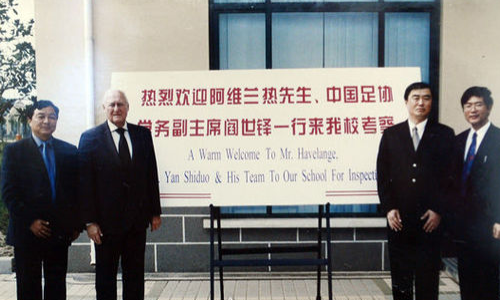 热烈欢迎阿维兰热先生、中国足协
常务副主席阎世铎一行来我校考察
A Warm Welcome To Mr. Havelange,
Yan Shiduo & His Team To Our School For Inspecti